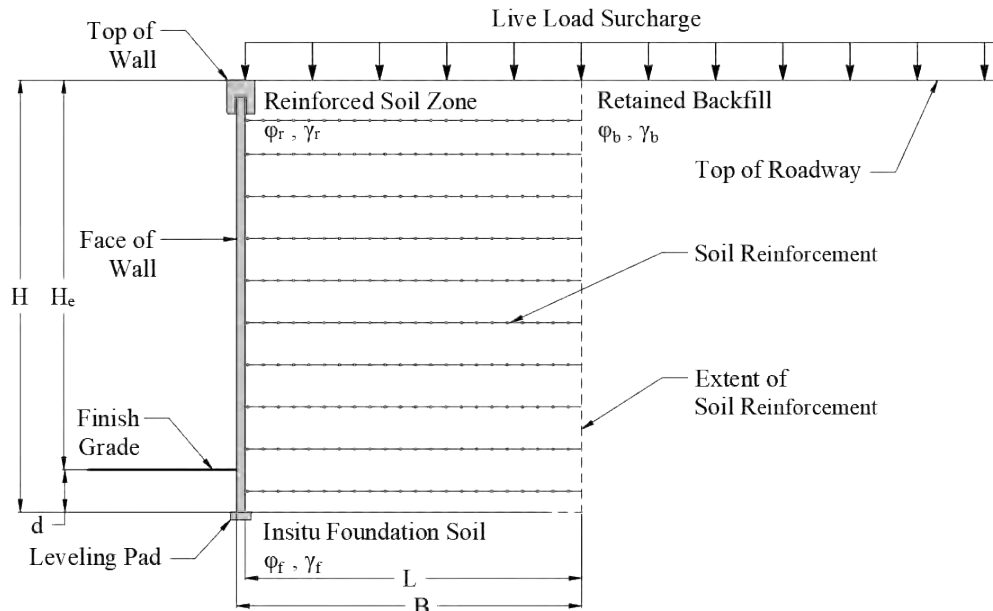 Live Load Surcharge
Top of
Wall
Reinforced Soil Zone
φr , γr
Retained Backfill
φb , γb
Top of Roadway
Face of
Wall
Soil Reinforcement
H
He
Extent of
Soil Reinforcement
Finish
Grade
d
Leveling Pad
Insitu Foundation Soil
φf , γf
L
B